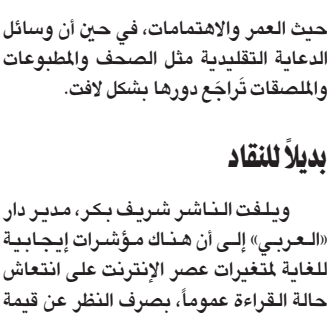 حيث العمر والاهتمامات، في حين أن وسائل
الدعاية التقليدية مثل الصحف والمطبوعات
والملصقات تَراجَع دورها بشكل لافت.
بديلاً للنقاد
ويلفت الناشر شريف بكر، مدير دار
«العربي» إلى أن هناك مؤشرات إيجابية
للغاية لمتغيرات عصر الإنترنت على انتعاش
حالة القراءة عموماً، بصرف النظر عن قيمة